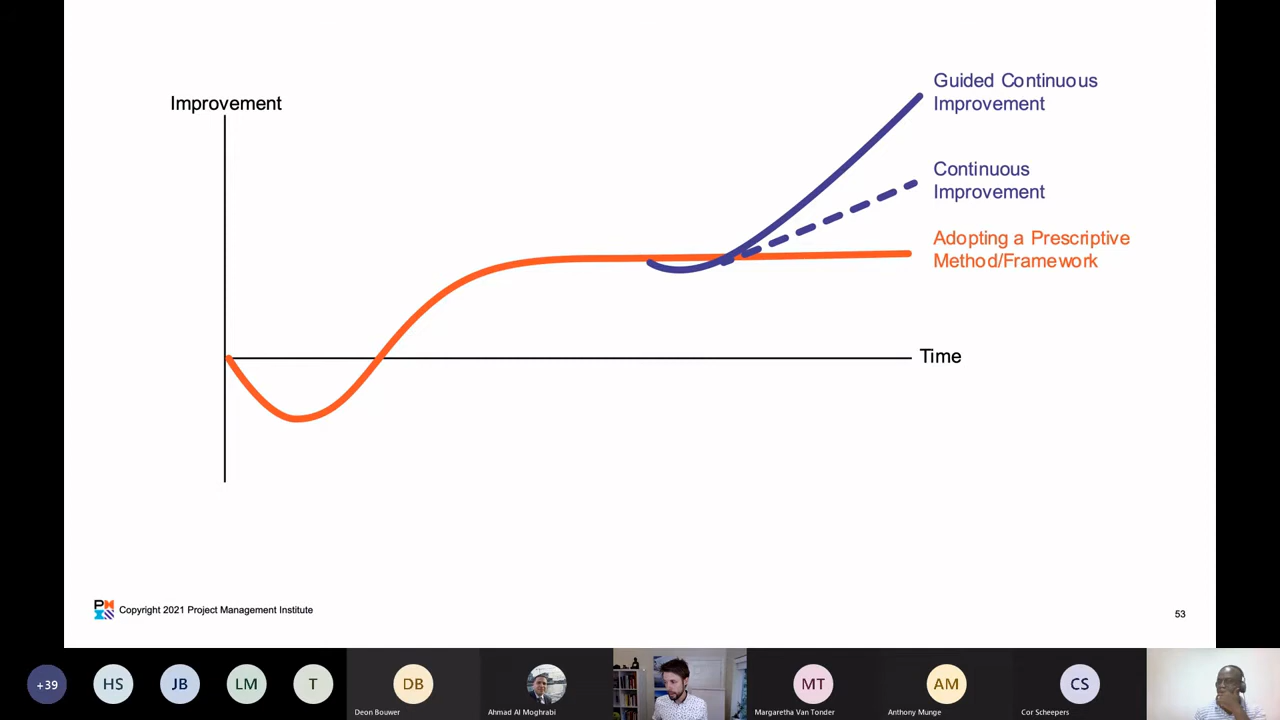 Improvement
Guided Continuous
Improvement
Continuous
Improvement
Adopting a Prescriptive
Method/Framework
Time
Copyright 2021 Project Management Institute
53
+39
HS
JB
LM
T
DB
Deon Bouwer
Ahmad Al Moghrabi
MT
Margaretha Van Tonder
AM
Anthony Munge
CS
Cor Scheepers